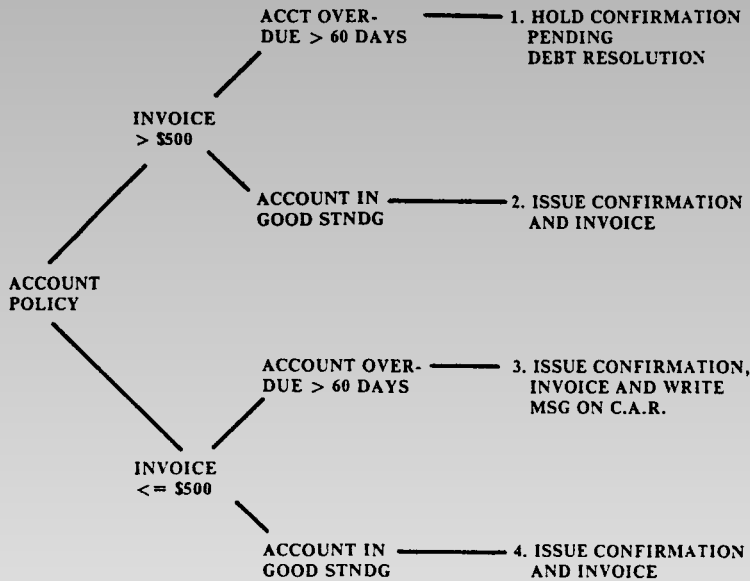 ACCT OVER-
DUE > 60 DAYS
1. HOLD CONFIRMATION
PENDING
DEBT RESOLUTION
INVOICE
> $500
ACCOUNT IN
GOOD STNDG
2. ISSUE CONFIRMATION
AND INVOICE
ACCOUNT
POLICY
ACCOUNT OVER-
DUE > 60 DAYS
3. ISSUE CONFIRMATION,
INVOICE AND WRITE
MSG ON C.A.R.
INVOICE
<= $500
ACCOUNT IN
GOOD STNDG
4. ISSUE CONFIRMATION
AND INVOICE